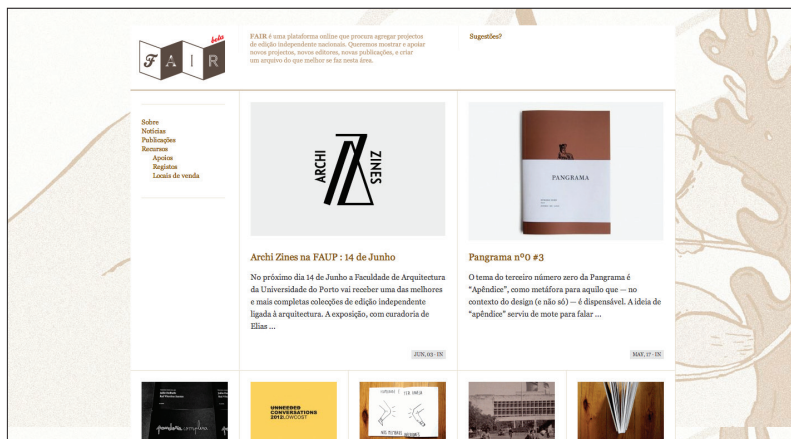 beta
FAIR
FAIR é uma plataforma online que procura agregar projectos
de edição independente nacionais. Queremos mostrar e apoiar
novos projectos, novos editores, novas publicações, e criar
um arquivo do que melhor se faz nesta área.
Sugestões?
Sobre
Notícias
Publicações
Recursos
Apoios
Registos
Locais de venda
ARCHI
ZINES
PANGRAMA
Archi Zines na FAUP : 14 de Junho
No próximo dia 14 de Junho a Faculdade de Arquitectura
da Universidade do Porto vai receber uma das melhores
e mais completas colecções de edição independente
ligada à arquitectura. A exposição, com curadoria de
Elias ...
JUN, 03 · IN
Pangrama nº0 #3
O tema do terceiro número zero da Pangrama é
“Apêndice”, como metáfora para aquilo que — no
contexto do design (e não só) — é dispensável. A ideia de
“apêndice” serviu de mote para falar ...
MAY, 17 · IN
UNNEEDED
CONVERSATIONS
2012LOWCOST